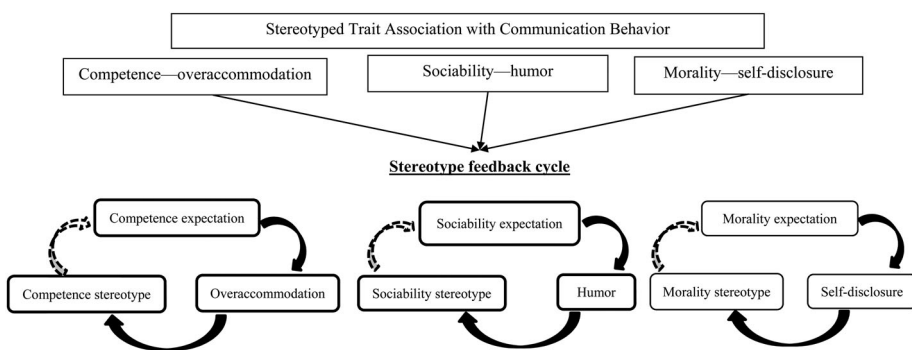 Stereotyped Trait Association with Communication Behavior
Competence—overaccommodation
Sociability—humor
Morality—self-disclosure
Stereotype feedback cycle
Competence expectation
Sociability expectation
Morality expectation
Competence stereotype
Overaccommodation
Sociability stereotype
Humor
Morality stereotype
Self-disclosure